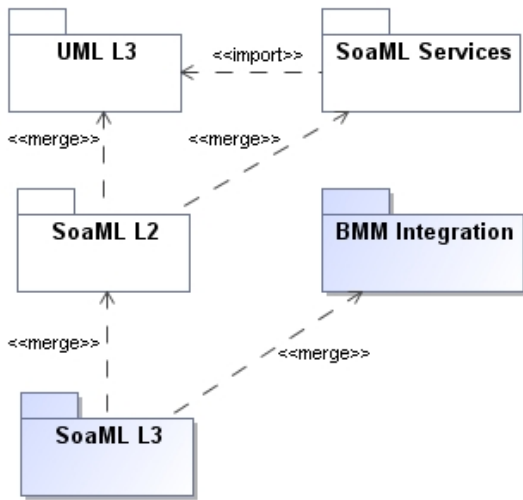 UML L3
<<import>>
SoaML Services
<<merge>>
<<merge>>
SoaML L2
BMM Integration
<<merge>>
<<merge>>
SoaML L3